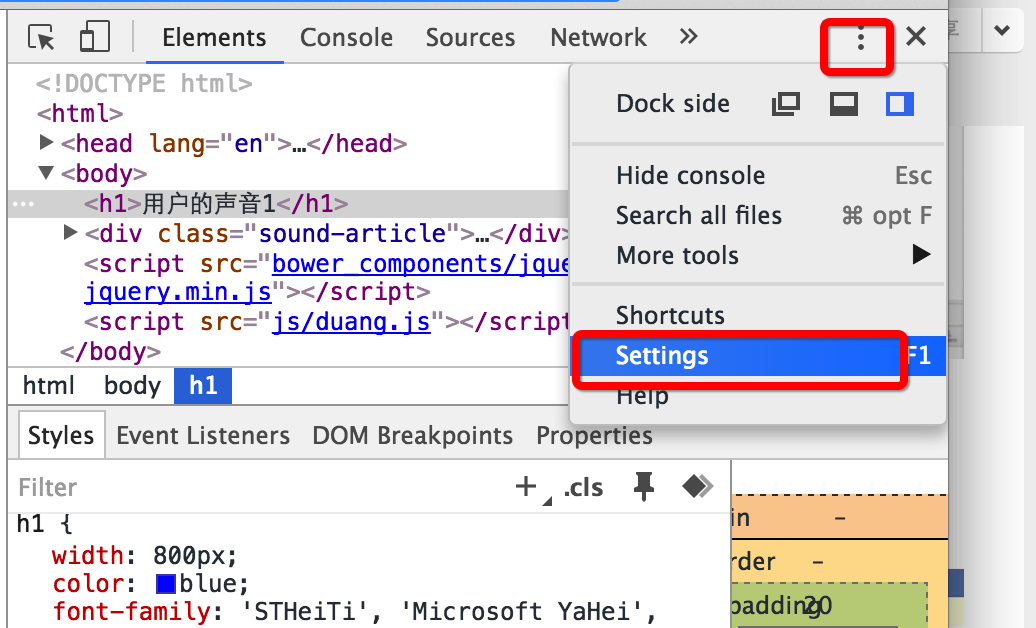 Elements Console Sources Network »
<!DOCTYPE html>
<html>
<head lang="en">…</head>
<body>
<h1>用户的声音1</h1>
<div class="sound-article">…</div>
<script src="bower_components/jque
jquery.min.js"></script>
<script src="js/duang.js"></script
</body>
html body h1
Dock side
Hide console Esc
Search all files ⌘ opt F
More tools ▶
Shortcuts
Settings F1
Help
Styles Event Listeners DOM Breakpoints Properties
Filter + .cls
h1 {
width: 800px;
color: blue;
font-family: 'STHeiTi', 'Microsoft YaHei',
in –
rder –
padding20